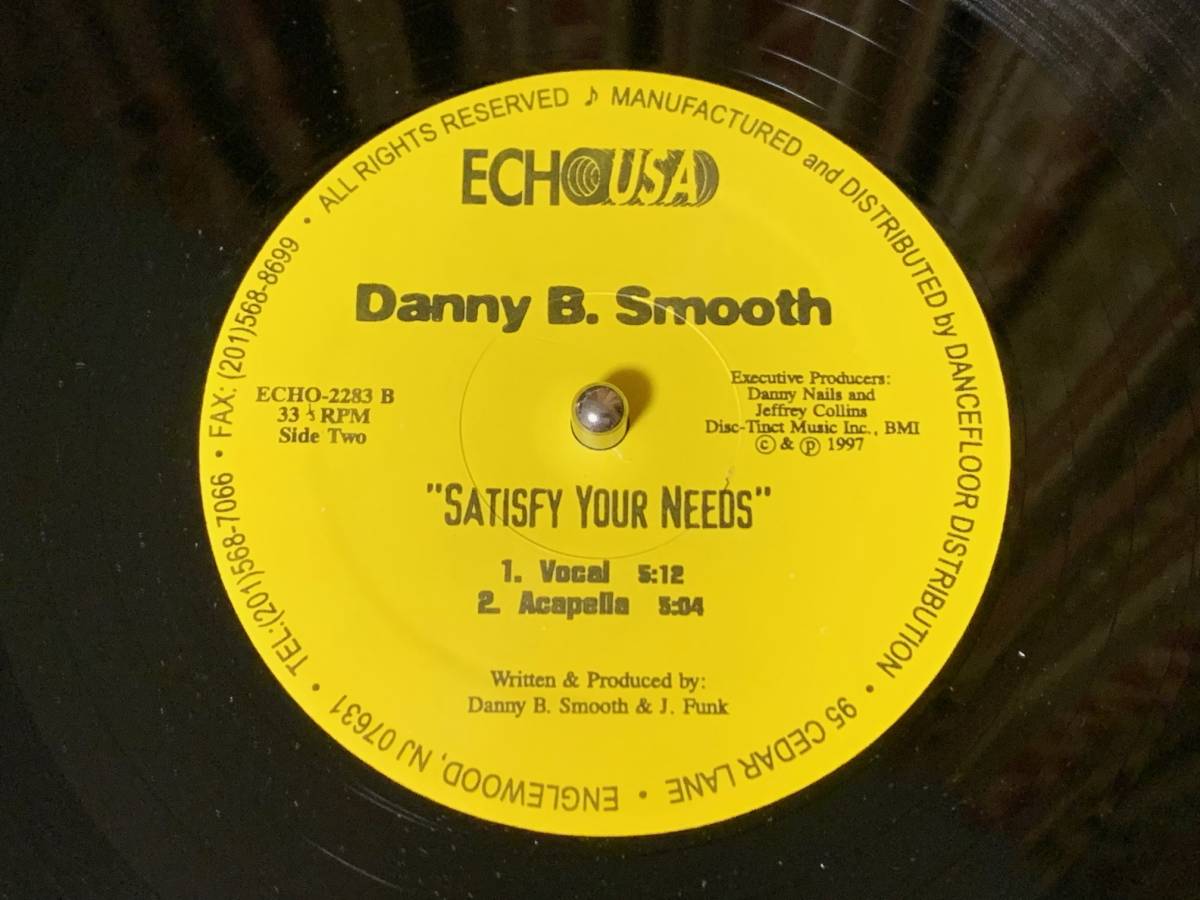 ECHO USA
Danny B. Smooth
ECHO-2283 B
33 ⅓ RPM
Side Two
Executive Producers:
Danny Nails and
Jeffrey Collins
Disc-Tinct Music Inc., BMI
© & ℗ 1997
"SATISFY YOUR NEEDS"
1. Vocal 5:12
2. Acapella 5:04
Written & Produced by:
Danny B. Smooth & J. Funk
ALL RIGHTS RESERVED ♪ MANUFACTURED and DISTRIBUTED by DANCEFLOOR DISTRIBUTION • 95 CEDAR LANE • ENGLEWOOD, NJ 07631 • TEL:(201)568-7066 • FAX: (201)568-8699 •